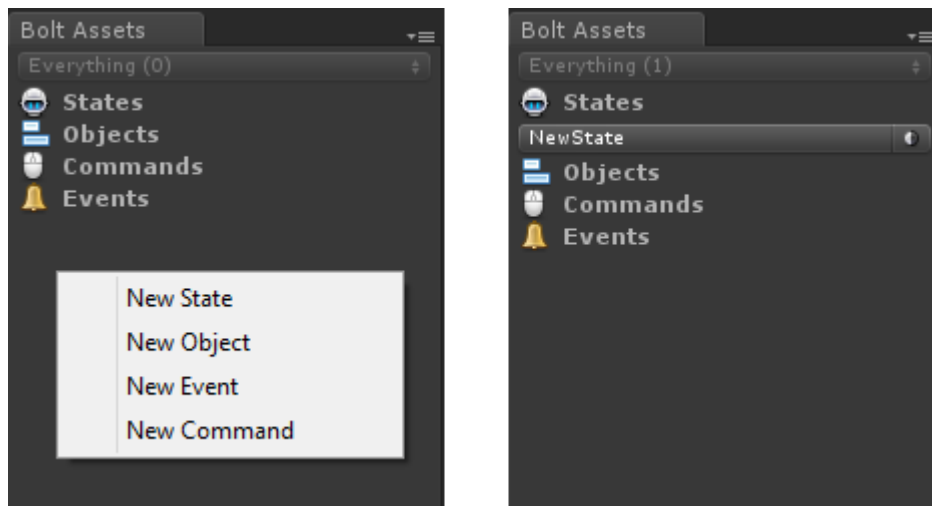 Bolt Assets
Everything (0)
States
Objects
Commands
Events
New State
New Object
New Event
New Command
Bolt Assets
Everything (1)
States
NewState
Objects
Commands
Events